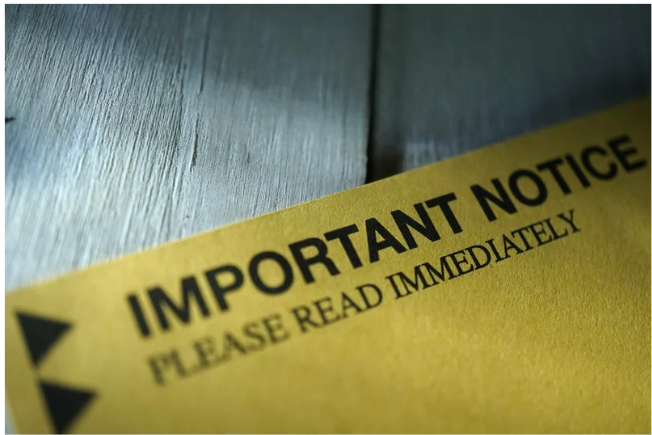 IMPORTANT NOTICE
PLEASE READ IMMEDIATELY